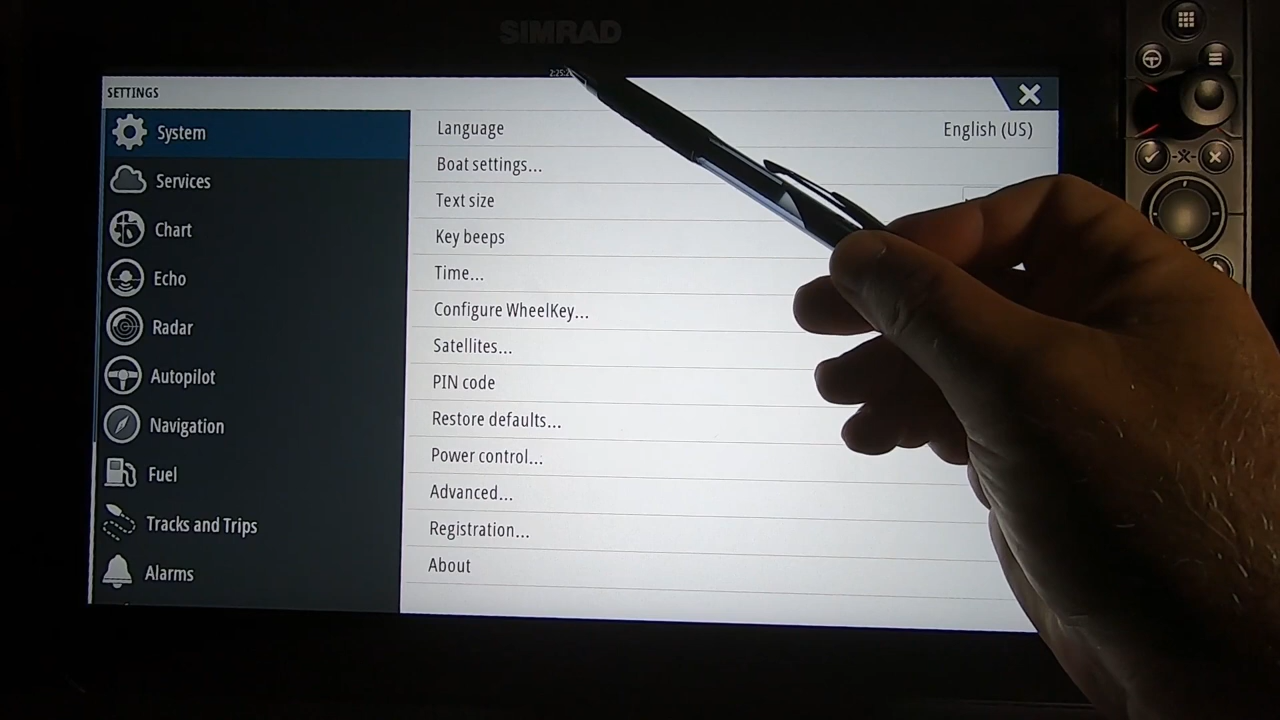 SIMRAD
SETTINGS
System
Services
Chart
Echo
Radar
Autopilot
Navigation
Fuel
Tracks and Trips
Alarms
Language
English (US)
Boat settings...
Text size
Key beeps
Time...
Configure WheelKey...
Satellites...
PIN code
Restore defaults...
Power control...
Advanced...
Registration...
About